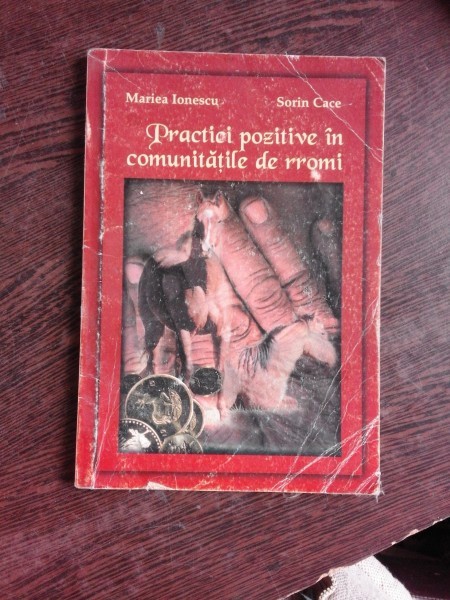 Mariea Ionescu
Sorin Cace
Practici pozitive în
comunitățile de rromi